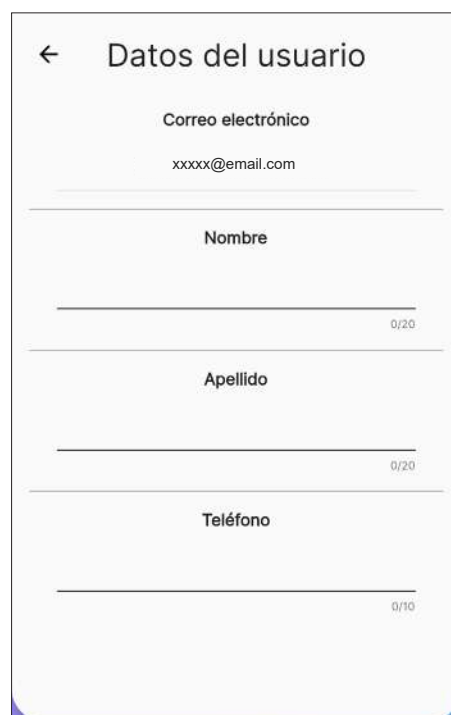 Datos del usuario
Correo electrónico
xxxxx@email.com
Nombre
0/20
Apellido
0/20
Teléfono
0/10